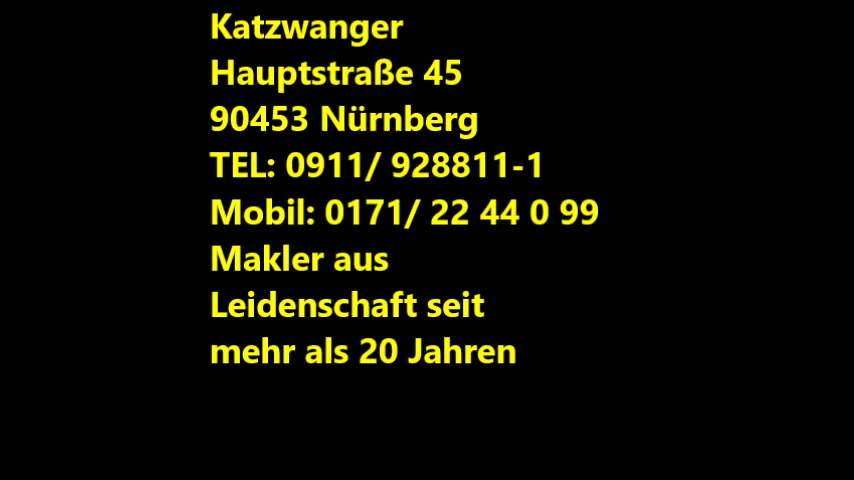 Katzwanger
Hauptstraße 45
90453 Nürnberg
TEL: 0911/ 928811-1
Mobil: 0171/ 22 44 0 99
Makler aus
Leidenschaft seit
mehr als 20 Jahren